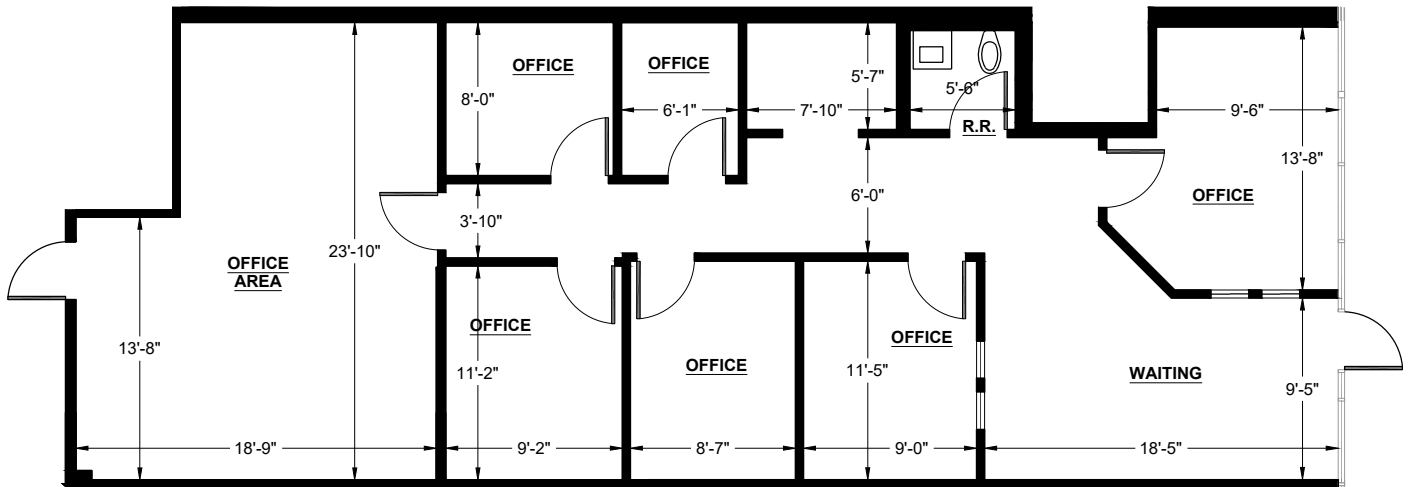 OFFICE
OFFICE
8'-0"
6'-1"
7'-10"
5'-7"
5'-6"
R.R.
9'-6"
13'-8"
OFFICE
3'-10"
6'-0"
23'-10"
OFFICE
AREA
13'-8"
18'-9"
OFFICE
11'-2"
9'-2"
OFFICE
8'-7"
OFFICE
11'-5"
9'-0"
WAITING
9'-5"
18'-5"